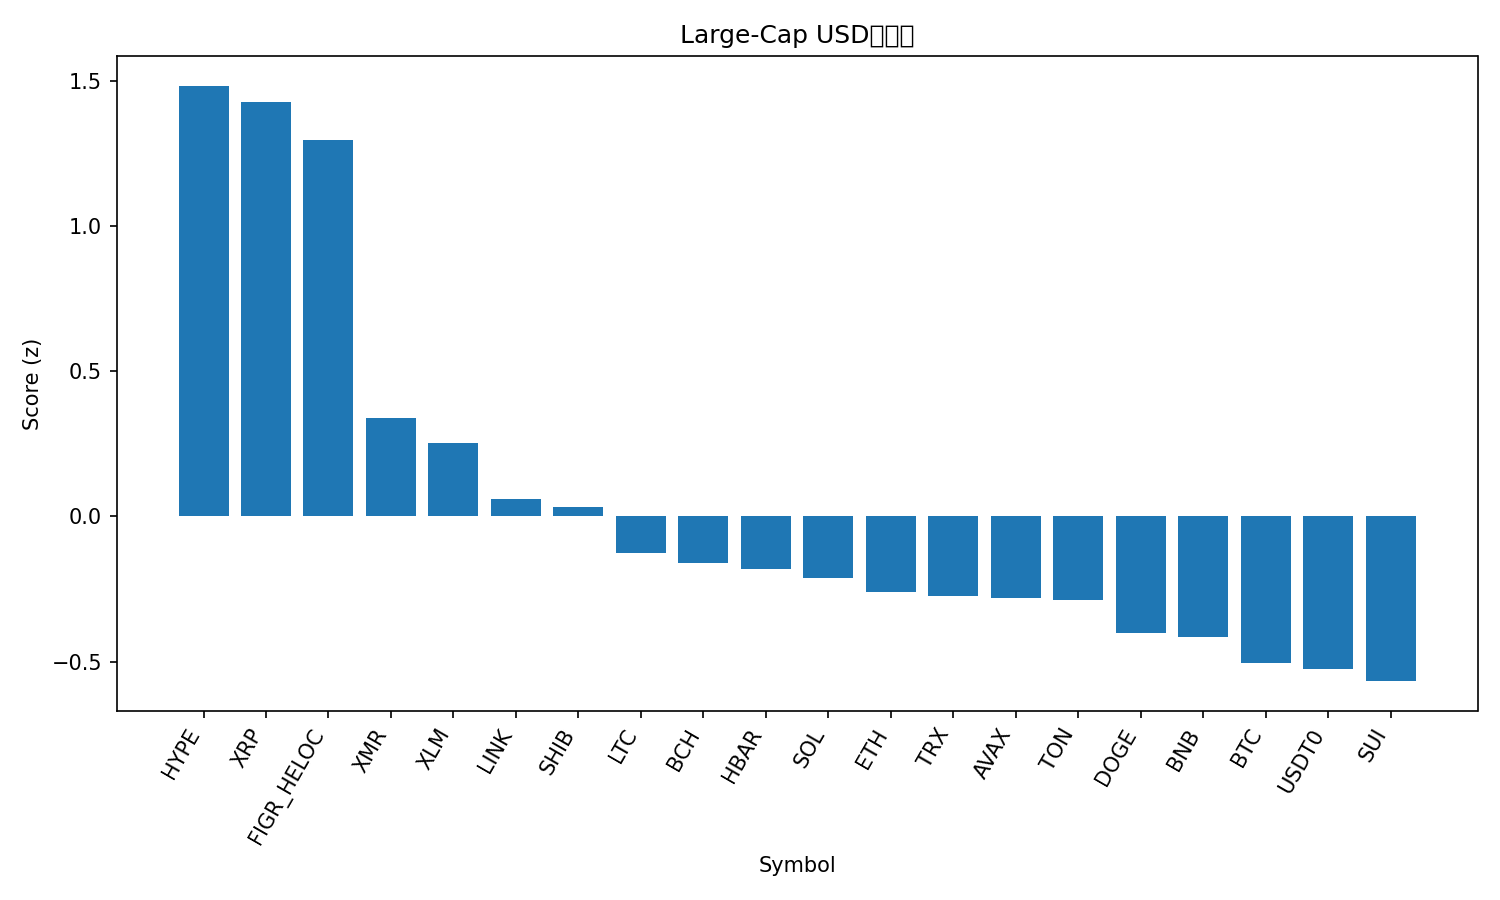 Large-Cap USD
Score (z)
1.5
1.0
0.5
0.0
−0.5
HYPE
XRP
FIGR_HELOC
XMR
XLM
LINK
SHIB
LTC
BCH
HBAR
SOL
ETH
TRX
AVAX
TON
DOGE
BNB
BTC
USDT0
SUI
Symbol